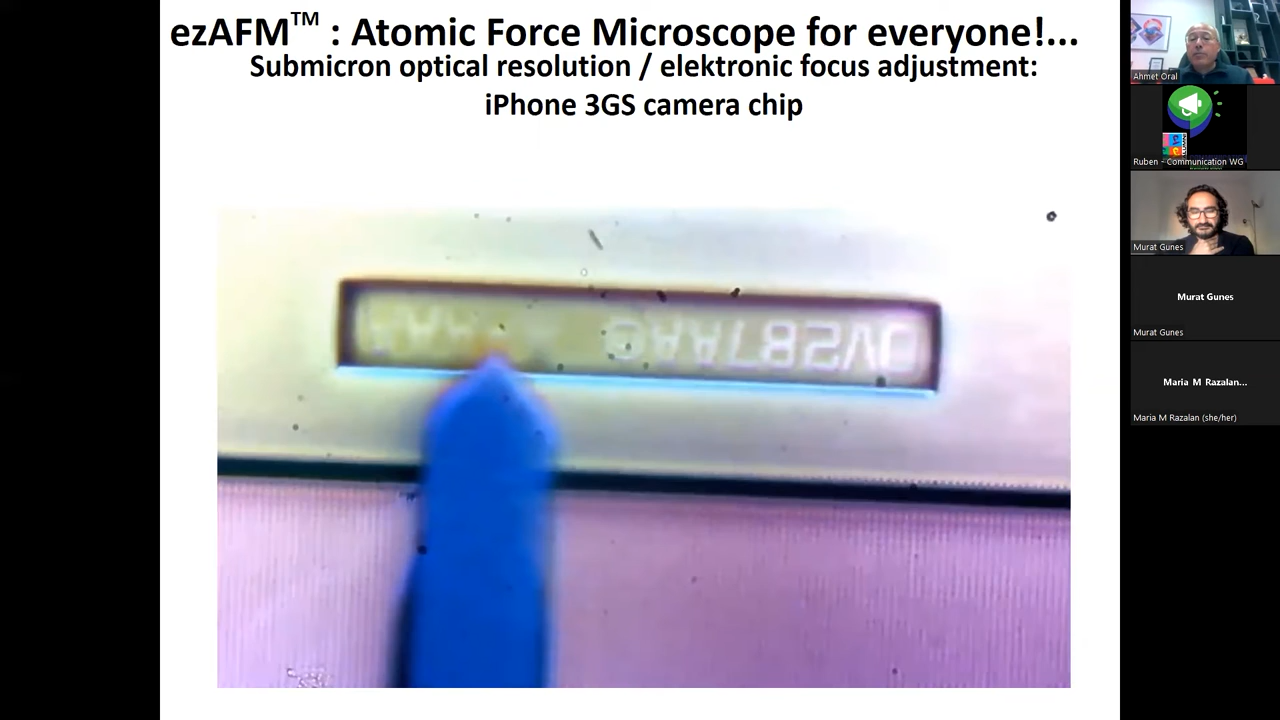 ezAFM™ : Atomic Force Microscope for everyone!...
Submicron optical resolution / elektronic focus adjustment:
iPhone 3GS camera chip
Ahmet Oral
Ruben - Communication WG
Murat Gunes
Murat Gunes
Murat Gunes
Maria M Razalan...
Maria M Razalan (she/her)